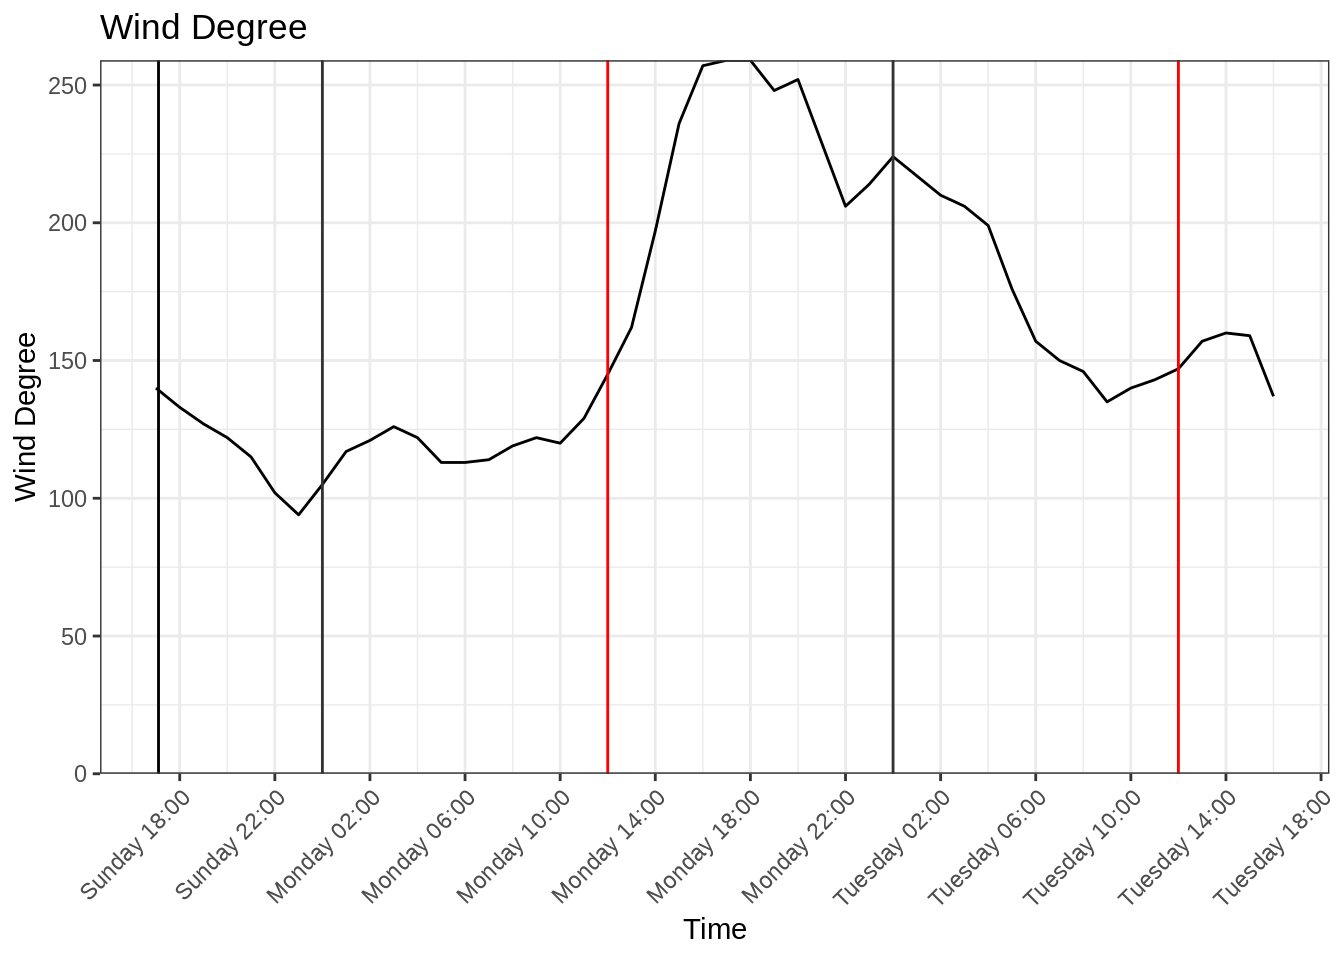 Wind Degree
Wind Degree
250
200
150
100
50
0
Sunday 18:00
Sunday 22:00
Monday 02:00
Monday 06:00
Monday 10:00
Monday 14:00
Monday 18:00
Monday 22:00
Tuesday 02:00
Tuesday 06:00
Tuesday 10:00
Tuesday 14:00
Tuesday 18:00
Time